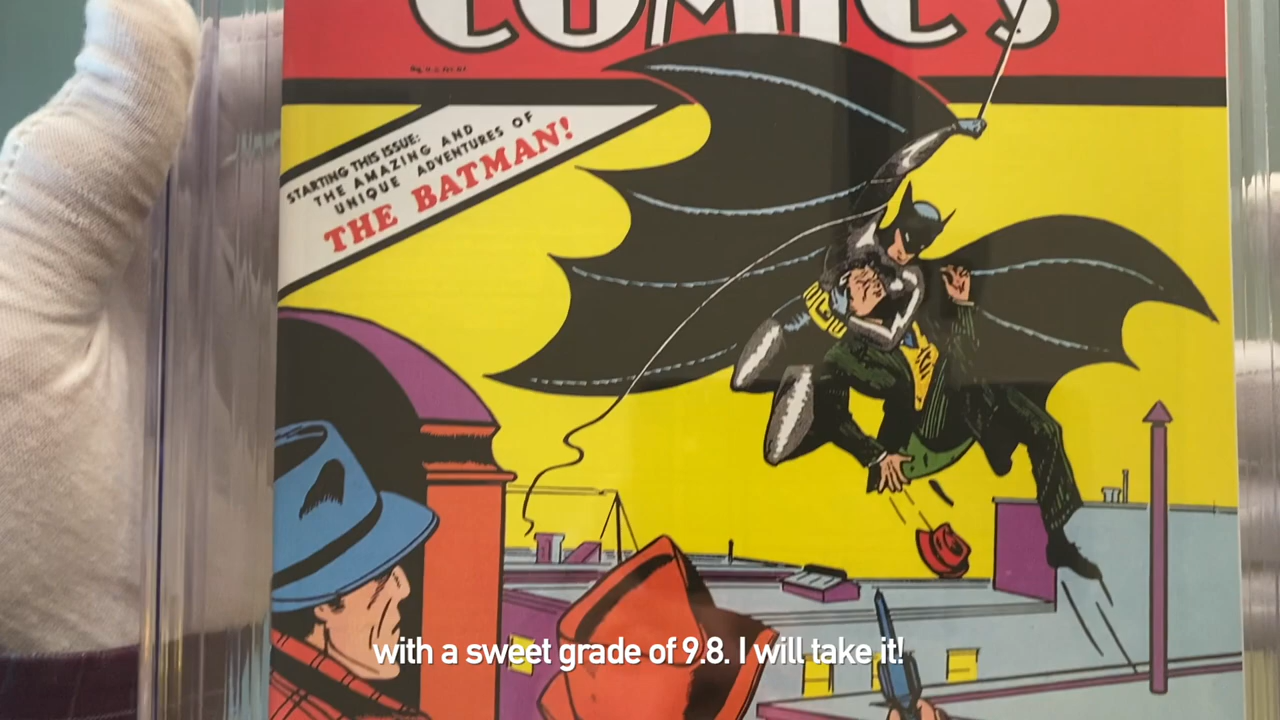 COMICS
STARTING THIS ISSUE:
THE AMAZING AND
UNIQUE ADVENTURES OF
THE BATMAN!
with a sweet grade of 9.8. I will take it!